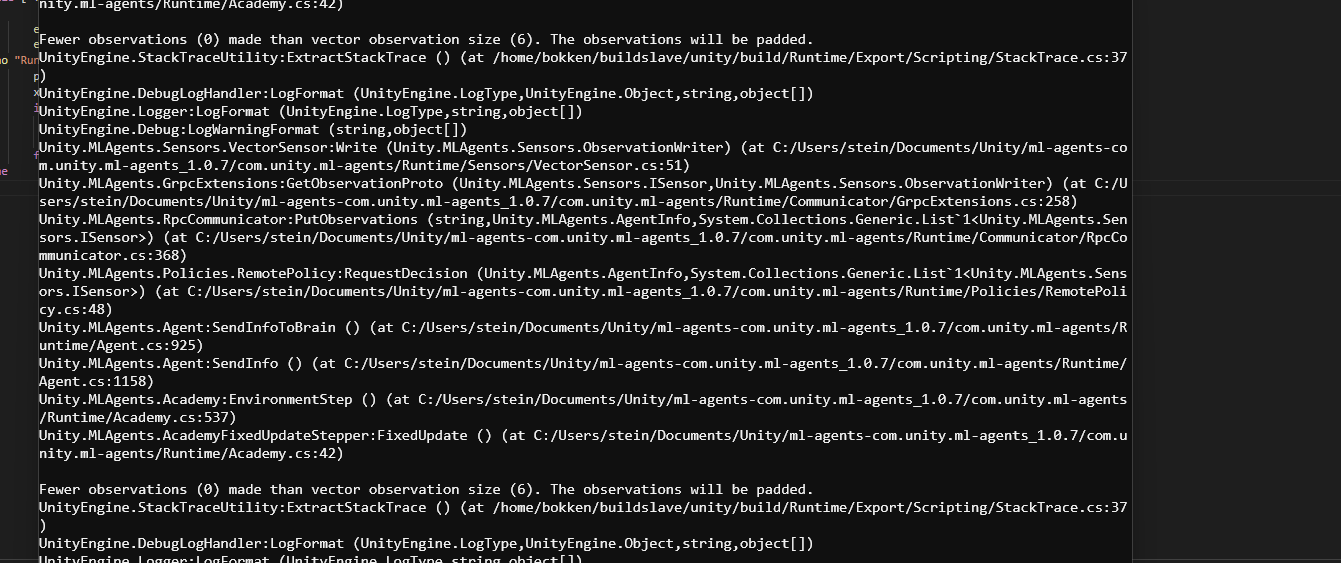 nity.ml-agents/Runtime/Academy.cs:42)
Fewer observations (0) made than vector observation size (6). The observations will be padded.
UnityEngine.StackTraceUtility:ExtractStackTrace () (at /home/bokken/buildslave/unity/build/Runtime/Export/Scripting/StackTrace.cs:37
)
UnityEngine.DebugLogHandler:LogFormat (UnityEngine.LogType,UnityEngine.Object,string,object[])
UnityEngine.Logger:LogFormat (UnityEngine.LogType,string,object[])
UnityEngine.Debug:LogWarningFormat (string,object[])
Unity.MLAgents.Sensors.VectorSensor:Write (Unity.MLAgents.Sensors.ObservationWriter) (at C:/Users/stein/Documents/Unity/ml-agents-co
m.unity.ml-agents_1.0.7/com.unity.ml-agents/Runtime/Sensors/VectorSensor.cs:51)
Unity.MLAgents.GrpcExtensions:GetObservationProto (Unity.MLAgents.Sensors.ISensor,Unity.MLAgents.Sensors.ObservationWriter) (at C:/U
sers/stein/Documents/Unity/ml-agents-com.unity.ml-agents_1.0.7/com.unity.ml-agents/Runtime/Communicator/GrpcExtensions.cs:258)
Unity.MLAgents.RpcCommunicator:PutObservations (string,Unity.MLAgents.AgentInfo,System.Collections.Generic.List`1<Unity.MLAgents.Sen
sors.ISensor>) (at C:/Users/stein/Documents/Unity/ml-agents-com.unity.ml-agents_1.0.7/com.unity.ml-agents/Runtime/Communicator/RpcCo
mmunicator.cs:368)
Unity.MLAgents.Policies.RemotePolicy:RequestDecision (Unity.MLAgents.AgentInfo,System.Collections.Generic.List`1<Unity.MLAgents.Sens
ors.ISensor>) (at C:/Users/stein/Documents/Unity/ml-agents-com.unity.ml-agents_1.0.7/com.unity.ml-agents/Runtime/Policies/RemotePoli
cy.cs:48)
Unity.MLAgents.Agent:SendInfoToBrain () (at C:/Users/stein/Documents/Unity/ml-agents-com.unity.ml-agents_1.0.7/com.unity.ml-agents/R
untime/Agent.cs:925)
Unity.MLAgents.Agent:SendInfo () (at C:/Users/stein/Documents/Unity/ml-agents-com.unity.ml-agents_1.0.7/com.unity.ml-agents/Runtime/
Agent.cs:1158)
Unity.MLAgents.Academy:EnvironmentStep () (at C:/Users/stein/Documents/Unity/ml-agents-com.unity.ml-agents_1.0.7/com.unity.ml-agents
/Runtime/Academy.cs:537)
Unity.MLAgents.AcademyFixedUpdateStepper:FixedUpdate () (at C:/Users/stein/Documents/Unity/ml-agents-com.unity.ml-agents_1.0.7/com.u
nity.ml-agents/Runtime/Academy.cs:42)
Fewer observations (0) made than vector observation size (6). The observations will be padded.
UnityEngine.StackTraceUtility:ExtractStackTrace () (at /home/bokken/buildslave/unity/build/Runtime/Export/Scripting/StackTrace.cs:37
)
UnityEngine.DebugLogHandler:LogFormat (UnityEngine.LogType,UnityEngine.Object,string,object[])
UnityEngine.Logger:LogFormat (UnityEngine.LogType,string,object[])